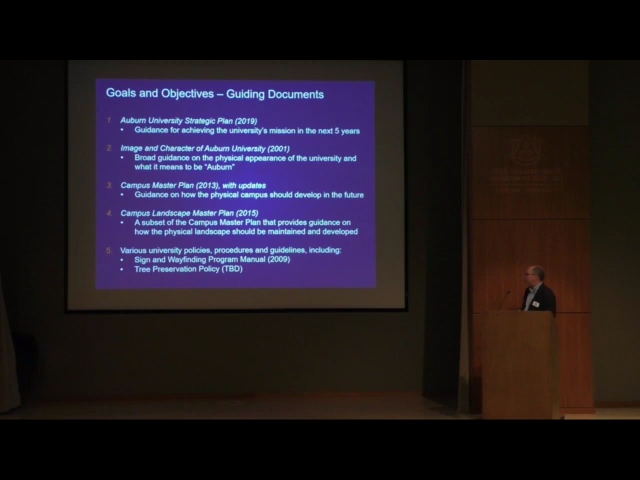 Goals and Objectives – Guiding Documents
1. Auburn University Strategic Plan (2019)
• Guidance for achieving the university's mission in the next 5 years
2. Image and Character of Auburn University (2001)
• Broad guidance on the physical appearance of the university and
what it means to be "Auburn"
3. Campus Master Plan (2013), with updates
• Guidance on how the physical campus should develop in the future
4. Campus Landscape Master Plan (2015)
• A subset of the Campus Master Plan that provides guidance on
how the physical landscape should be maintained and developed
5. Various university policies, procedures and guidelines, including:
• Sign and Wayfinding Program Manual (2009)
• Tree Preservation Policy (TBD)